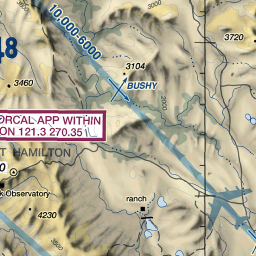 48
10,000-6000
3104
3720
BUSHY
3460
ORCAL APP WITHIN
ON 121.3 270.35
T HAMILTON
k Observatory
ranch
4230